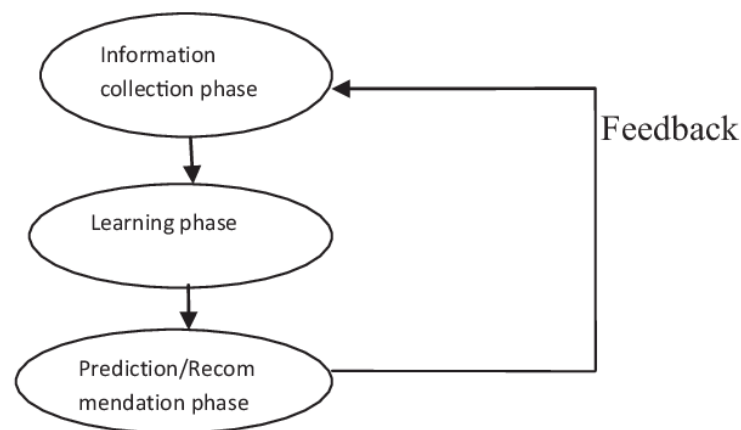 Information
collection phase
Feedback
Learning phase
Prediction/Recom
mendation phase